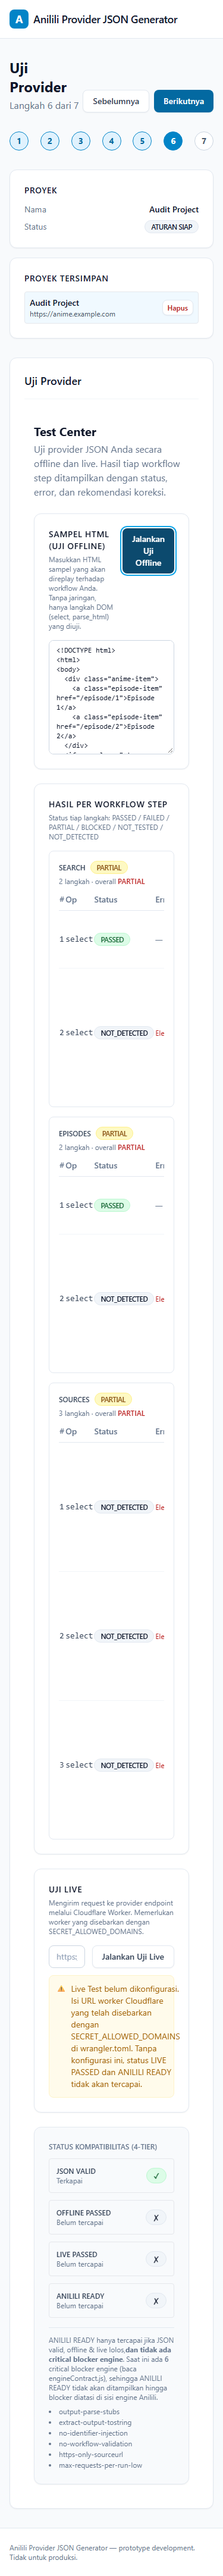 A Anilili Provider JSON Generator
Uji
Provider
Langkah 6 dari 7
Sebelumnya
Berikutnya
1 2 3 4 5 6 7
PROYEK
Nama Audit Project
Status ATURAN SIAP
PROYEK TERSIMPAN
Audit Project
https://anime.example.com
Hapus
Uji Provider
Test Center
Uji provider JSON Anda secara
offline dan live. Hasil tiap workflow
step ditampilkan dengan status,
error, dan rekomendasi koreksi.
SAMPEL HTML
(UJI OFFLINE)
Masukkan HTML
sampel yang akan
direplay terhadap
workflow Anda.
Tanpa jaringan,
hanya langkah DOM
(select, parse_html)
yang diuji.
Jalankan
Uji
Offline
<!DOCTYPE html>
<html>
<body>
<div class="anime-item">
<a class="episode-item"
href="/episode/1">Episode
1</a>
<a class="episode-item"
href="/episode/2">Episode
2</a>
</div>
HASIL PER WORKFLOW STEP
Status tiap langkah: PASSED / FAILED /
PARTIAL / BLOCKED / NOT_TESTED /
NOT_DETECTED
SEARCH PARTIAL
2 langkah · overall PARTIAL
# Op Status Err
1 select PASSED —
2 select NOT_DETECTED Ele
EPISODES PARTIAL
2 langkah · overall PARTIAL
# Op Status Err
1 select PASSED —
2 select NOT_DETECTED Ele
SOURCES PARTIAL
3 langkah · overall PARTIAL
# Op Status Err
1 select NOT_DETECTED Ele
2 select NOT_DETECTED Ele
3 select NOT_DETECTED Ele
UJI LIVE
Mengirim request ke provider endpoint
melalui Cloudflare Worker. Memerlukan
worker yang disebarkan dengan
SECRET_ALLOWED_DOMAINS.
https:
Jalankan Uji Live
Live Test belum dikonfigurasi.
Isi URL worker Cloudflare
yang telah disebarkan
dengan
SECRET_ALLOWED_DOMAINS
di wrangler.toml. Tanpa
konfigurasi ini, status LIVE
PASSED dan ANILILI READY
tidak akan tercapai.
STATUS KOMPATIBILITAS (4-TIER)
JSON VALID
Tercapai
✓
OFFLINE PASSED
Belum tercapai
✗
LIVE PASSED
Belum tercapai
✗
ANILILI READY
Belum tercapai
✗
ANILILI READY hanya tercapai jika JSON
valid, offline & live lolos,dan tidak ada
critical blocker engine. Saat ini ada 6
critical blocker engine (baca
engineContract.js), sehingga ANILILI
READY tidak akan ditampilkan hingga
blocker diatasi di sisi engine Anilili.
• output-parse-stubs
• extract-output-tostring
• no-identifier-injection
• no-workflow-validation
• https-only-sourceurl
• max-requests-per-run-low
Anilili Provider JSON Generator — prototype development.
Tidak untuk produksi.